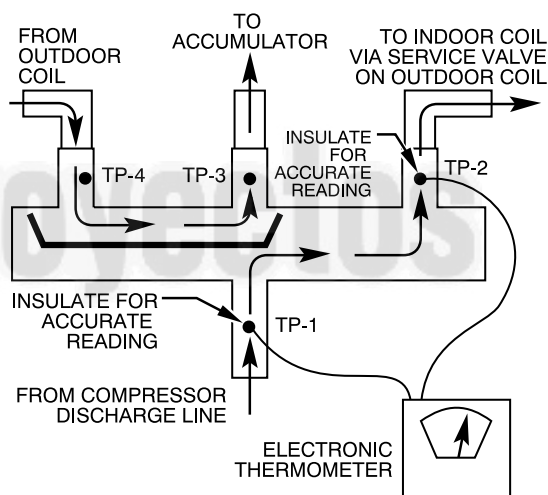 FROM
OUTDOOR
COIL
TO
ACCUMULATOR
TO INDOOR COIL
VIA SERVICE VALVE
ON OUTDOOR COIL
INSULATE
FOR
ACCURATE
READING
TP-4
TP-3
TP-2
INSULATE FOR
ACCURATE
READING
TP-1
FROM COMPRESSOR
DISCHARGE LINE
ELECTRONIC
THERMOMETER